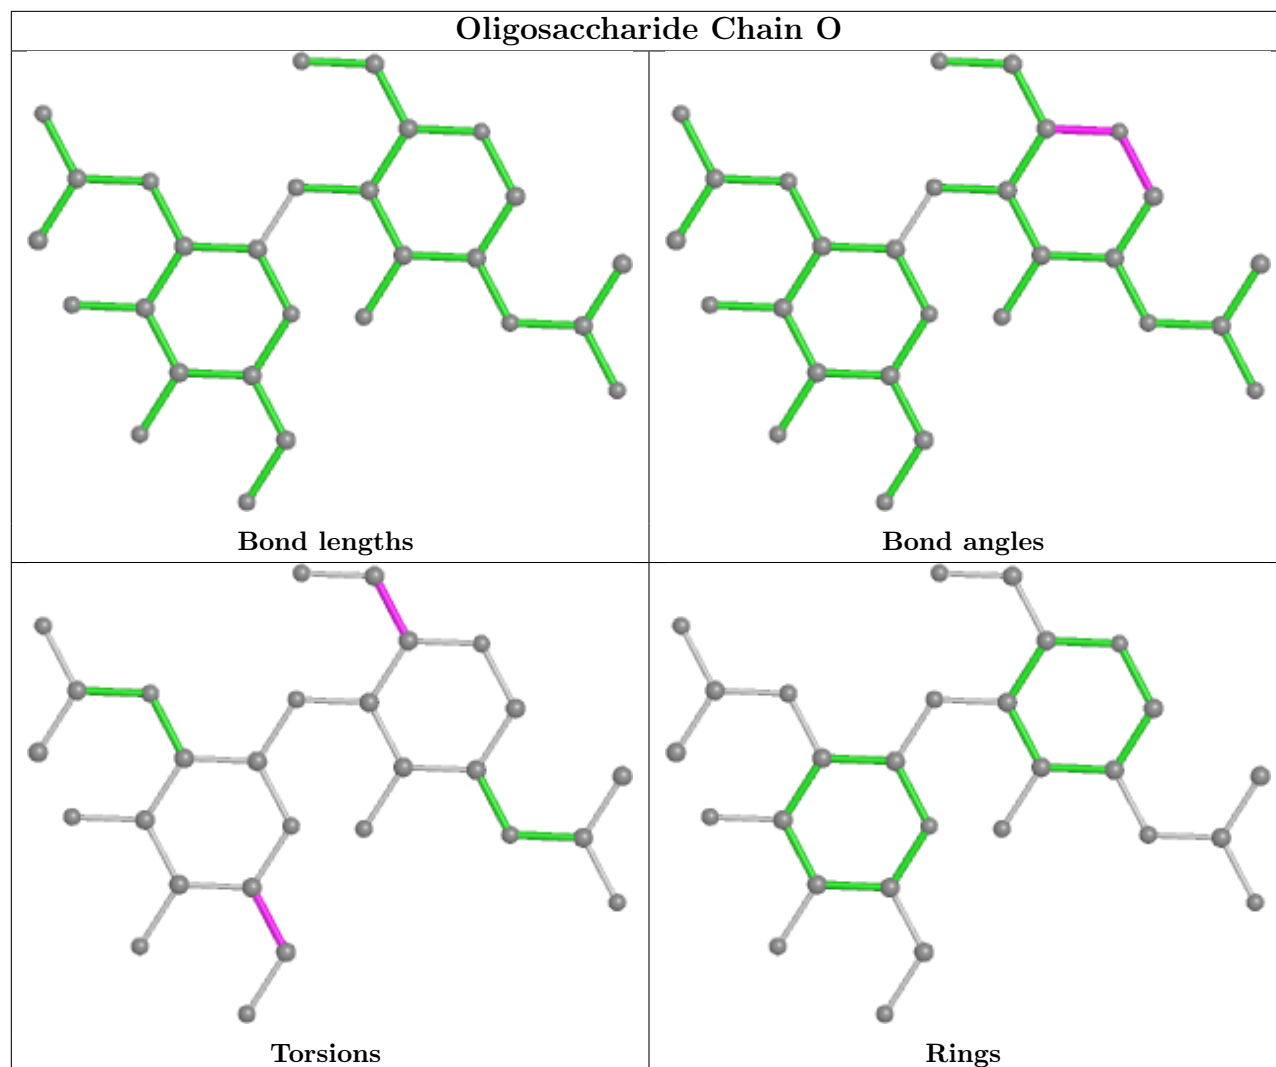 Oligosaccharide Chain O
Bond lengths
Bond angles
Torsions
Rings